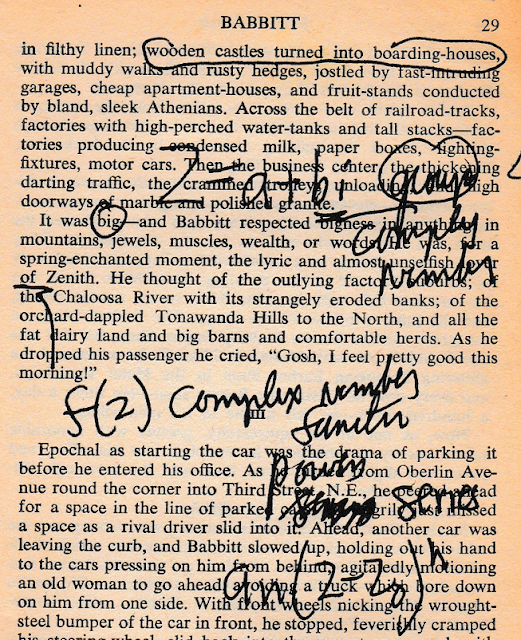 BABBITT 29
in filthy linen; wooden castles turned into boarding-houses,
with muddy walks and rusty hedges, jostled by fast-intruding
garages, cheap apartment-houses, and fruit-stands conducted
by bland, sleek Athenians. Across the belt of railroad-tracks,
factories with high-perched water-tanks and tall stacks—fac-
tories producing condensed milk, paper boxes, lighting-
fixtures, motor cars. Then the business center, the thickening
darting traffic, the crammed trolleys unloading, high
doorways of marble and polished granite.
Z=a+bi group
It was big—and Babbitt respected bigness in anything; in
mountains, jewels, muscles, wealth, or words. He was, for a
spring-enchanted moment, the lyric and almost unselfish lover
of Zenith. He thought of the outlying factory suburbs; of
number
the Chaloosa River with its strangely eroded banks; of the
orchard-dappled Tonawanda Hills to the North, and all the
fat dairy land and big barns and comfortable herds. As he
dropped his passenger he cried, “Gosh, I feel pretty good this
morning!”
f(z) Complex number
III
Epochal as starting the car was the drama of parking it
before he entered his office. As he from Oberlin Ave-
nue round the corner into Third Street, N.E., he peered ahead
for a space in the line of parked missed
a space as a rival driver slid into it. Ahead, another car was
leaving the curb, and Babbitt slowed up, holding out his hand
to the cars pressing on him from behind, agitatedly motioning
an old woman to go ahead, avoiding a truck which bore down
on him from one side. With front wheels nicking the wrought-
steel bumper of the car in front, he stopped, feverishly cramped
power
series
an(z-z0)n